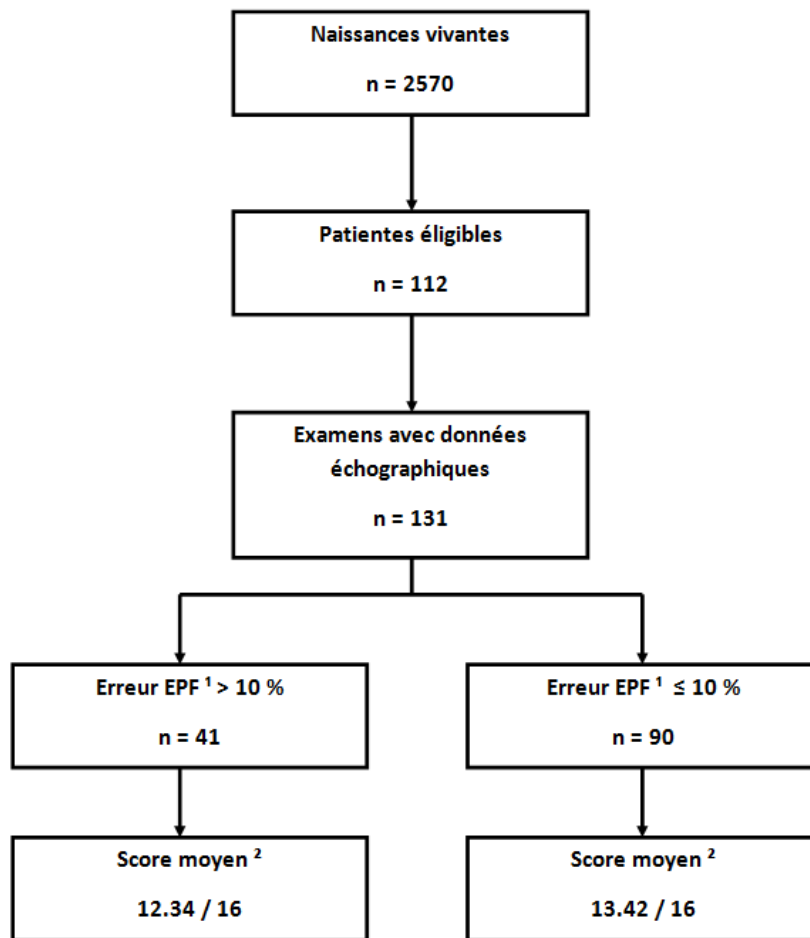 Naissances vivantes
n = 2570
Patientes éligibles
n = 112
Examens avec données
échographiques
n = 131
Erreur EPF ¹ > 10 %
n = 41
Erreur EPF ¹ ≤ 10 %
n = 90
Score moyen ²
12.34 / 16
Score moyen ²
13.42 / 16